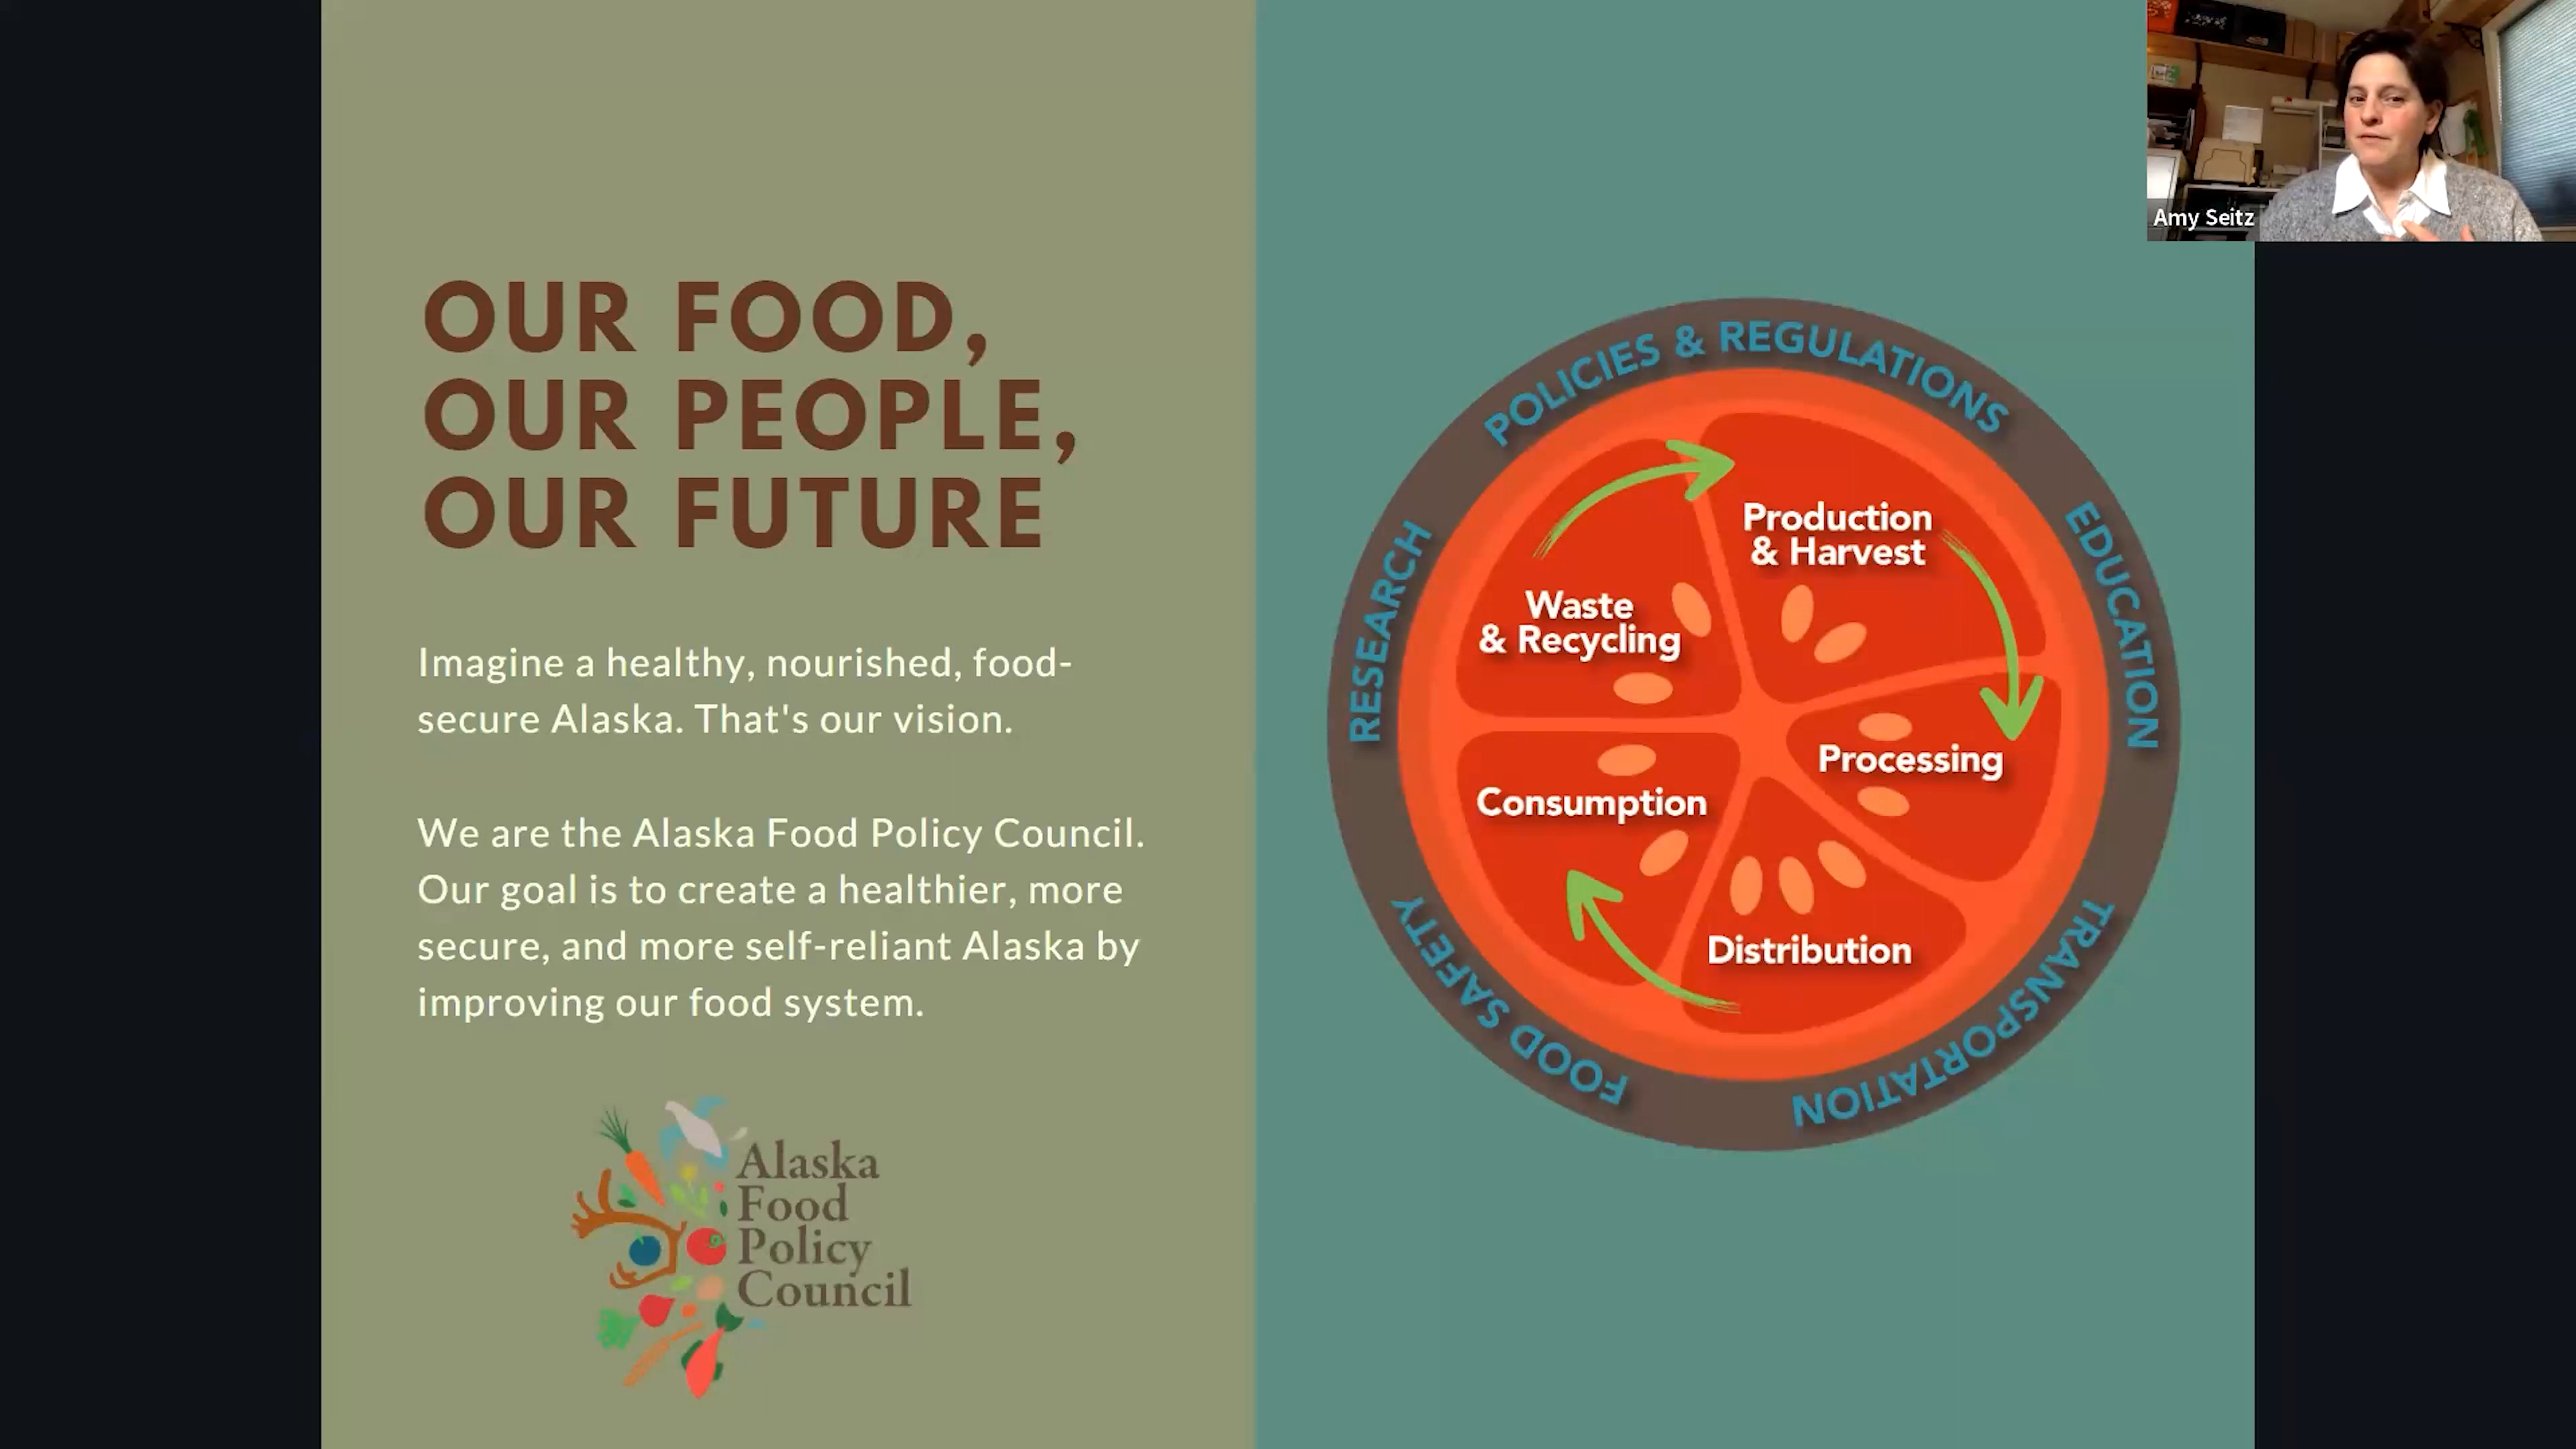 OUR FOOD,
OUR PEOPLE,
OUR FUTURE
Imagine a healthy, nourished, food-
secure Alaska. That's our vision.
We are the Alaska Food Policy Council.
Our goal is to create a healthier, more
secure, and more self-reliant Alaska by
improving our food system.
Alaska
Food
Policy
Council
POLICIES & REGULATIONS
EDUCATION
TRANSPORTATION
FOOD SAFETY
RESEARCH
Production
& Harvest
Processing
Distribution
Consumption
Waste
& Recycling
Amy Seitz